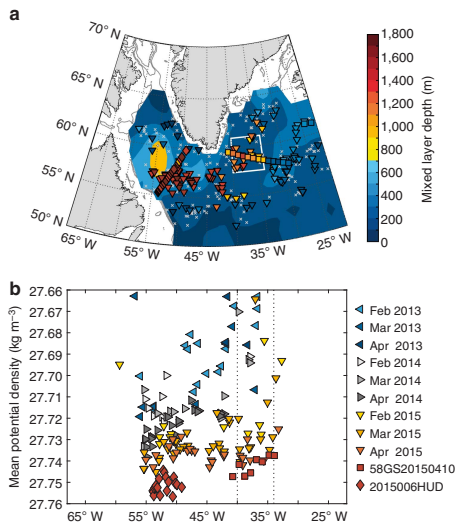 a
70° N
65° N
60° N
55° N
50° N
65° W
55° W
45° W
35° W
25° W
1,800
1,600
1,400
1,200
1,000
800
600
400
200
0
Mixed layer depth (m)
b
27.66
27.67
27.68
27.69
27.70
27.71
27.72
27.73
27.74
27.75
27.76
Mean potential density (kg m⁻³)
65° W
55° W
45° W
35° W
25° W
Feb 2013
Mar 2013
Apr 2013
Feb 2014
Mar 2014
Apr 2014
Feb 2015
Mar 2015
Apr 2015
58GS20150410
2015006HUD